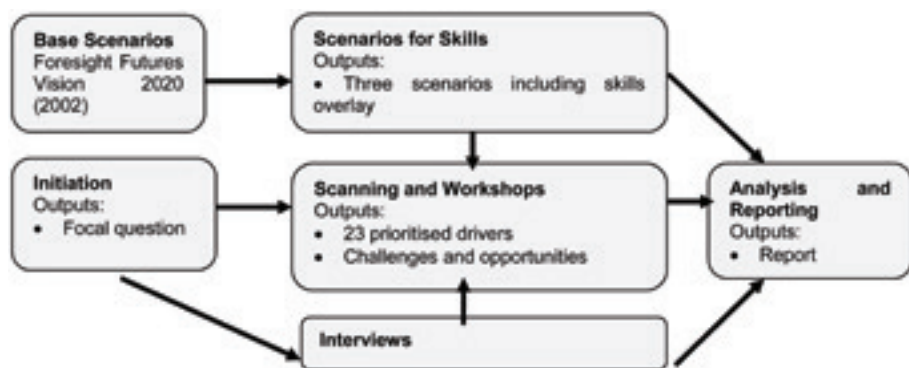 Base Scenarios
Foresight Futures
Vision 2020
(2002)
Scenarios for Skills
Outputs:
• Three scenarios including skills
overlay
Initiation
Outputs:
• Focal question
Scanning and Workshops
Outputs:
• 23 prioritised drivers
• Challenges and opportunities
Analysis and
Reporting
Outputs:
• Report
Interviews